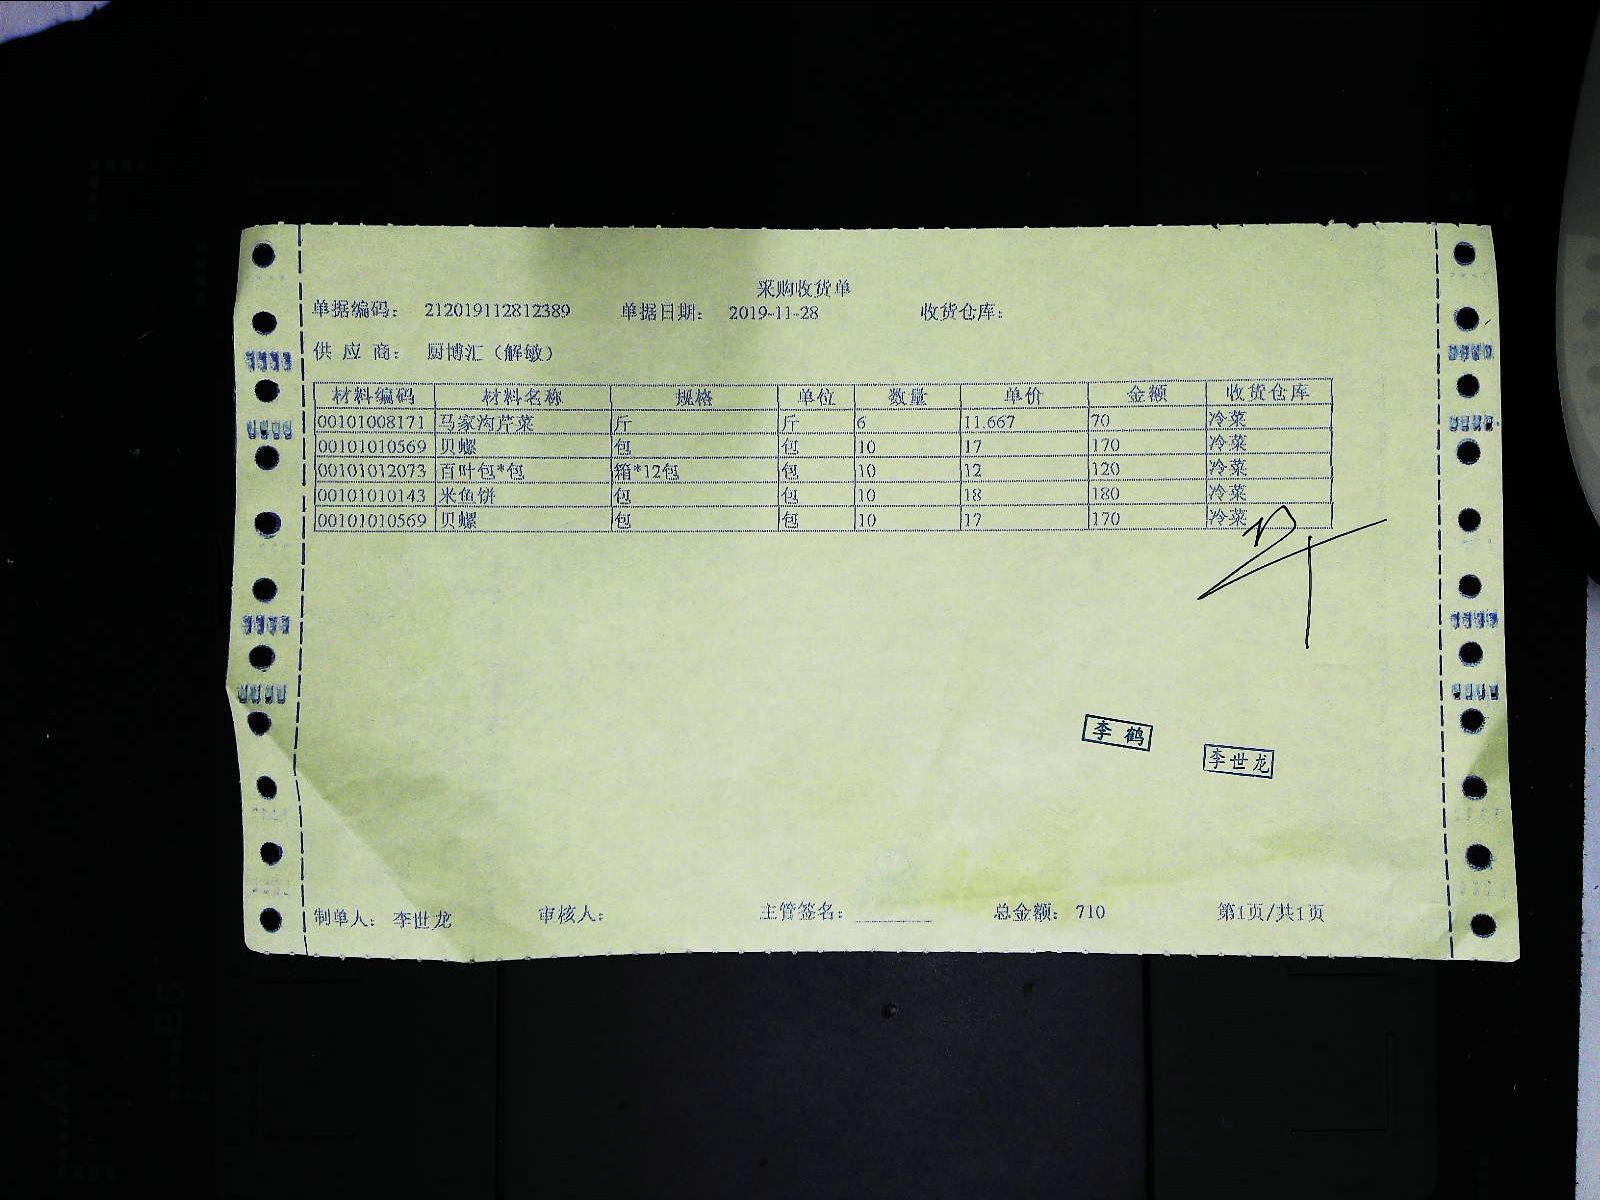 采购收货单
单据编码： 212019112812389 单据日期： 2019-11-28 收货仓库：
供 应 商： 厨博汇（解敏）
材料编码 材料名称 规格 单位 数量 单价 金额 收货仓库
00101008171 马家沟芹菜 斤 斤 6 11.667 70 冷菜
00101010569 贝螺 包 包 10 17 170 冷菜
00101012073 百叶包*包 箱*12包 包 10 12 120 冷菜
00101010143 米鱼饼 包 包 10 18 180 冷菜
00101010569 贝螺 包 包 10 17 170 冷菜
李鹤
李世龙
制单人： 李世龙 审核人： 主管签名： 总金额： 710 第1页/共1页